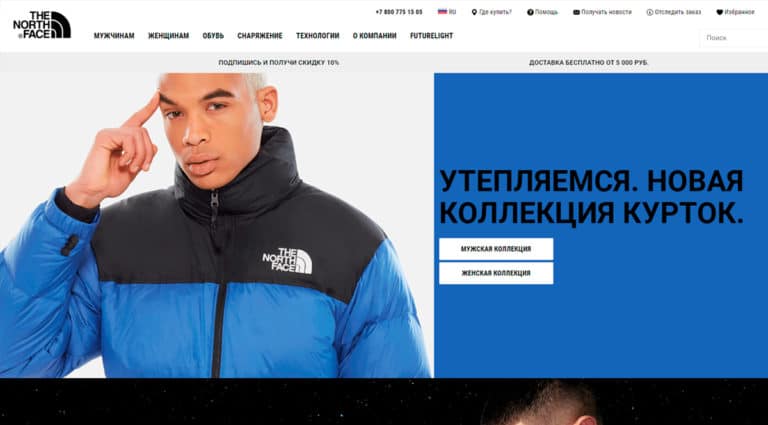 THE
NORTH
FACE
+7 800 775 15 05
RU
Где купить?
Помощь
Получать новости
Отследить заказ
Избранное
МУЖЧИНАМ
ЖЕНЩИНАМ
ОБУВЬ
СНАРЯЖЕНИЕ
ТЕХНОЛОГИИ
О КОМПАНИИ
FUTURELIGHT
Поиск
ПОДПИШИСЬ И ПОЛУЧИ СКИДКУ 10%
ДОСТАВКА БЕСПЛАТНО ОТ 5 000 РУБ.
THE
NORTH
FACE
УТЕПЛЯЕМСЯ. НОВАЯ
КОЛЛЕКЦИЯ КУРТОК.
МУЖСКАЯ КОЛЛЕКЦИЯ
ЖЕНСКАЯ КОЛЛЕКЦИЯ